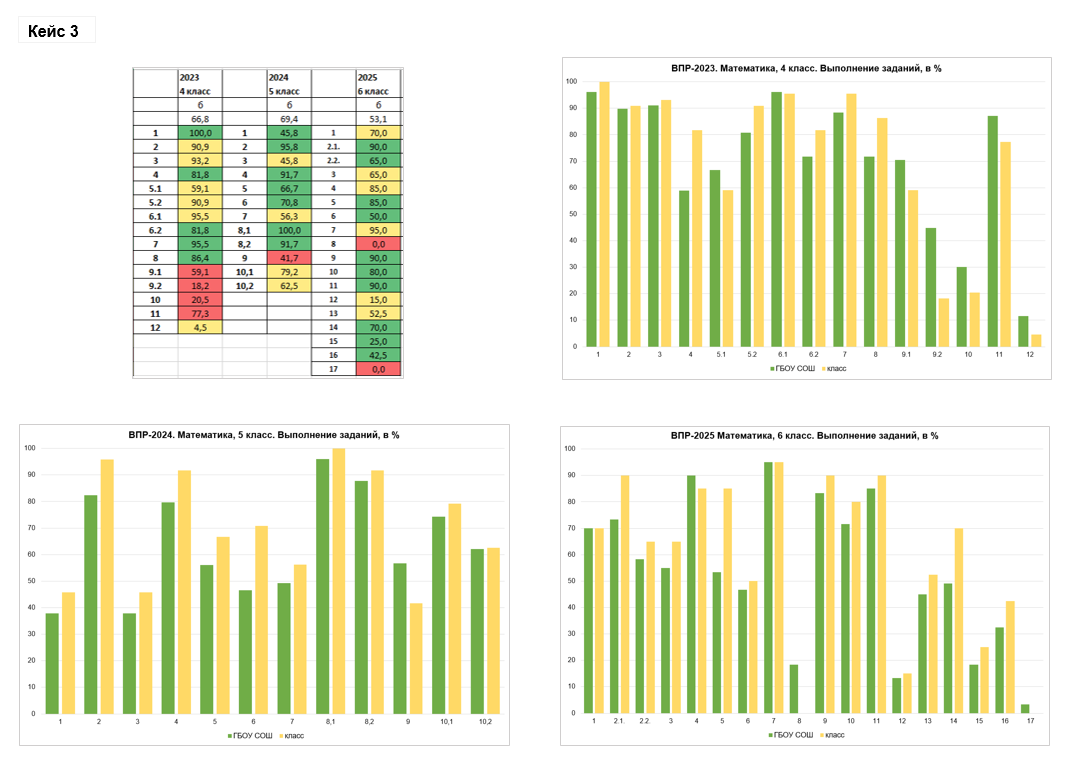 Кейс 3
2023 2024 2025
4 класс 5 класс 6 класс
б б б
66,8 69,4 53,1
1 100,0 1 45,8 1 70,0
2 90,9 2 95,8 2.1. 90,0
3 93,2 3 45,8 2.2. 65,0
4 81,8 4 91,7 3 65,0
5.1 59,1 5 66,7 4 85,0
5.2 90,9 6 70,8 5 85,0
6.1 95,5 7 56,3 6 50,0
6.2 81,8 8,1 100,0 7 95,0
7 95,5 8,2 91,7 8 0,0
8 86,4 9 41,7 9 90,0
9.1 59,1 10,1 79,2 10 80,0
9.2 18,2 10,2 62,5 11 90,0
10 20,5 12 15,0
11 77,3 13 52,5
12 4,5 14 70,0
15 25,0
16 42,5
17 0,0
ВПР-2023. Математика, 4 класс. Выполнение заданий, в %
100
90
80
70
60
50
40
30
20
10
0
1 2 3 4 5.1 5.2 6.1 6.2 7 8 9.1 9.2 10 11 12
ГБОУ СОШ класс
ВПР-2024. Математика, 5 класс. Выполнение заданий, в %
100
90
80
70
60
50
40
30
20
10
0
1 2 3 4 5 6 7 8,1 8,2 9 10,1 10,2
ГБОУ СОШ класс
ВПР-2025 Математика, 6 класс. Выполнение заданий, в %
100
90
80
70
60
50
40
30
20
10
0
1 2.1. 2.2. 3 4 5 6 7 8 9 10 11 12 13 14 15 16 17
ГБОУ СОШ класс